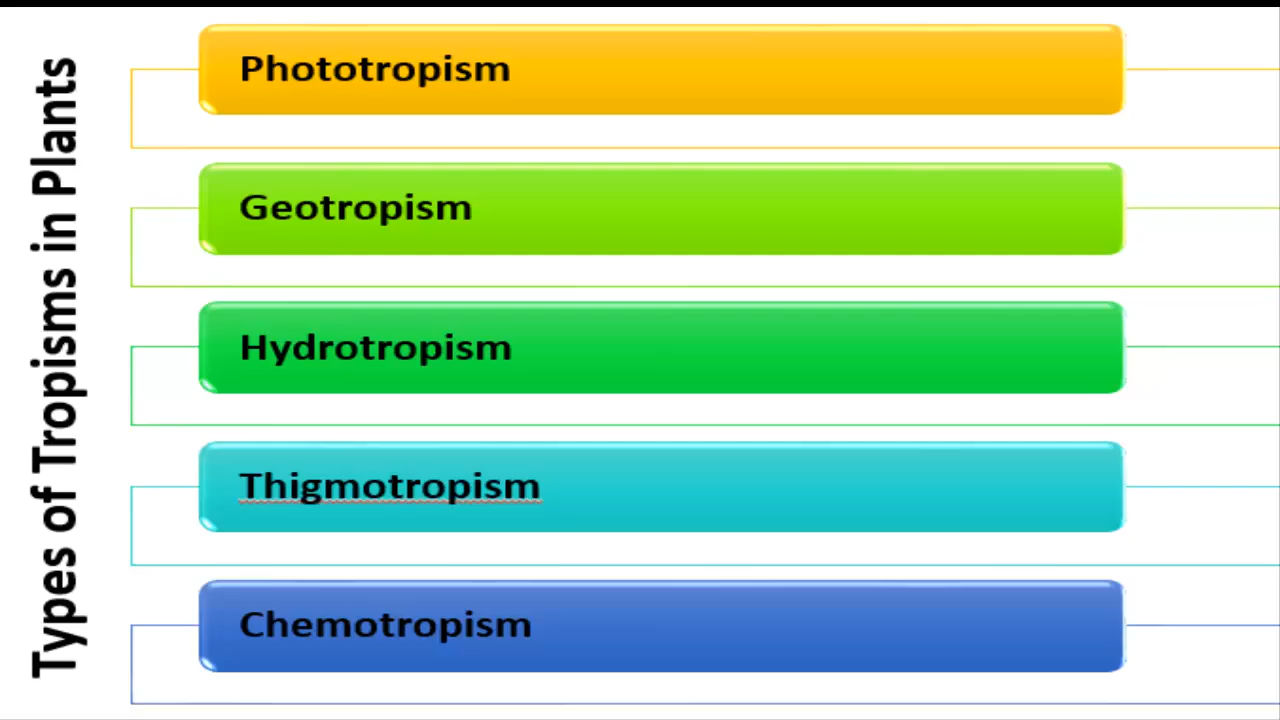 Types of Tropisms in Plants
Phototropism
Geotropism
Hydrotropism
Thigmotropism
Chemotropism